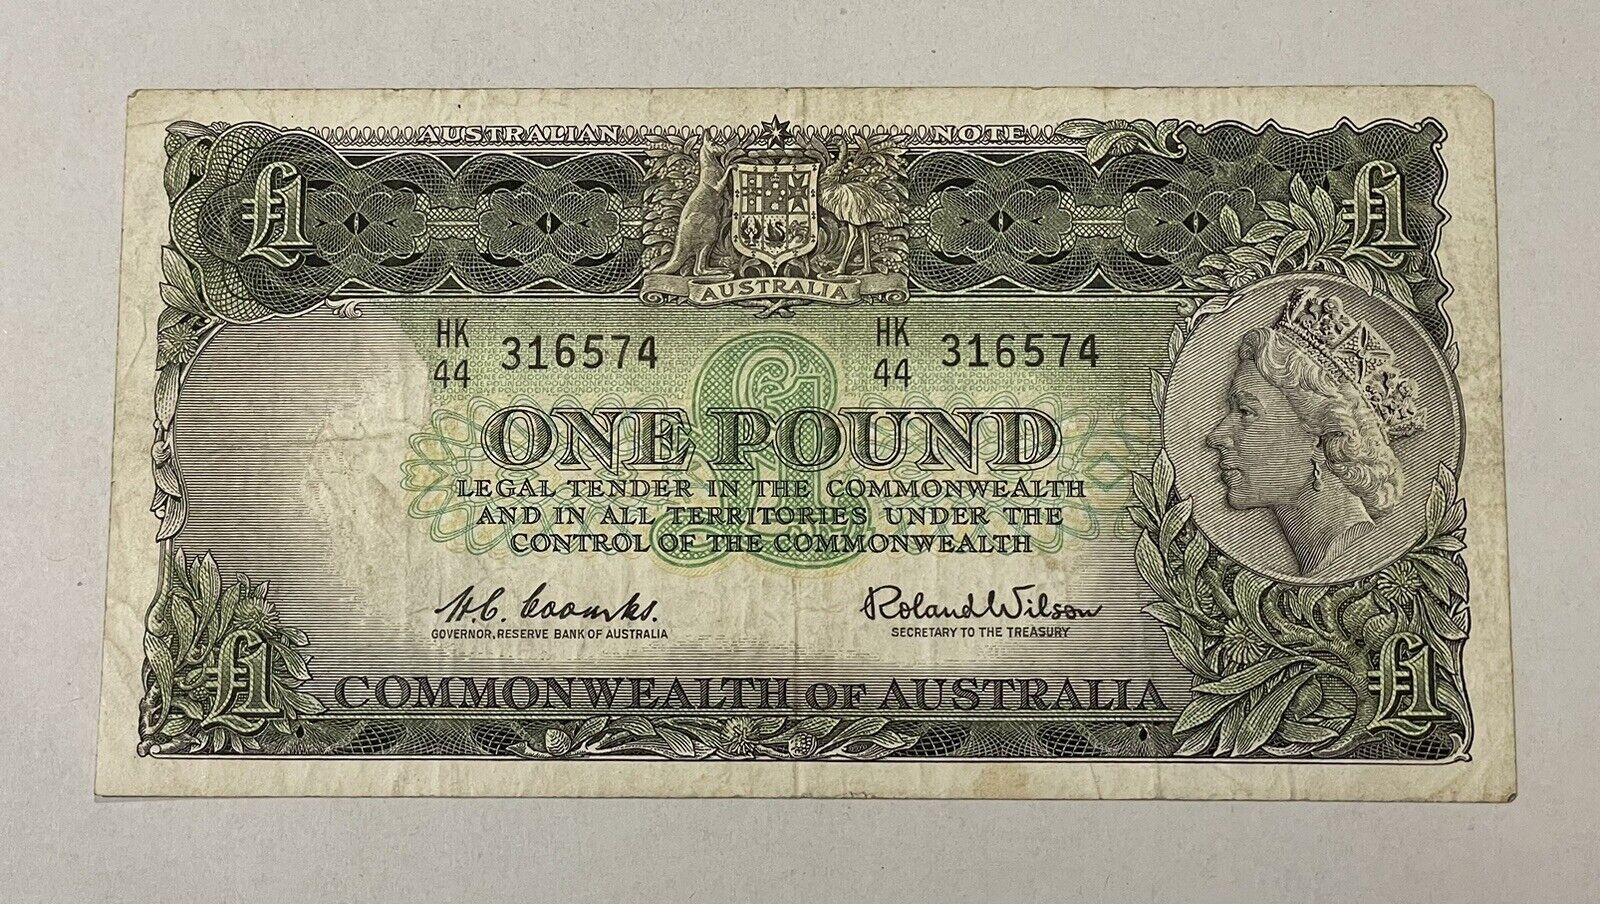 AUSTRALIAN NOTE
£1 £1
AUSTRALIA
HK 44 316574 HK 44 316574
ONE POUND
LEGAL TENDER IN THE COMMONWEALTH
AND IN ALL TERRITORIES UNDER THE
CONTROL OF THE COMMONWEALTH
H.C. Coombs. Roland Wilson
GOVERNOR, RESERVE BANK OF AUSTRALIA SECRETARY TO THE TREASURY
£1 £1
COMMONWEALTH OF AUSTRALIA